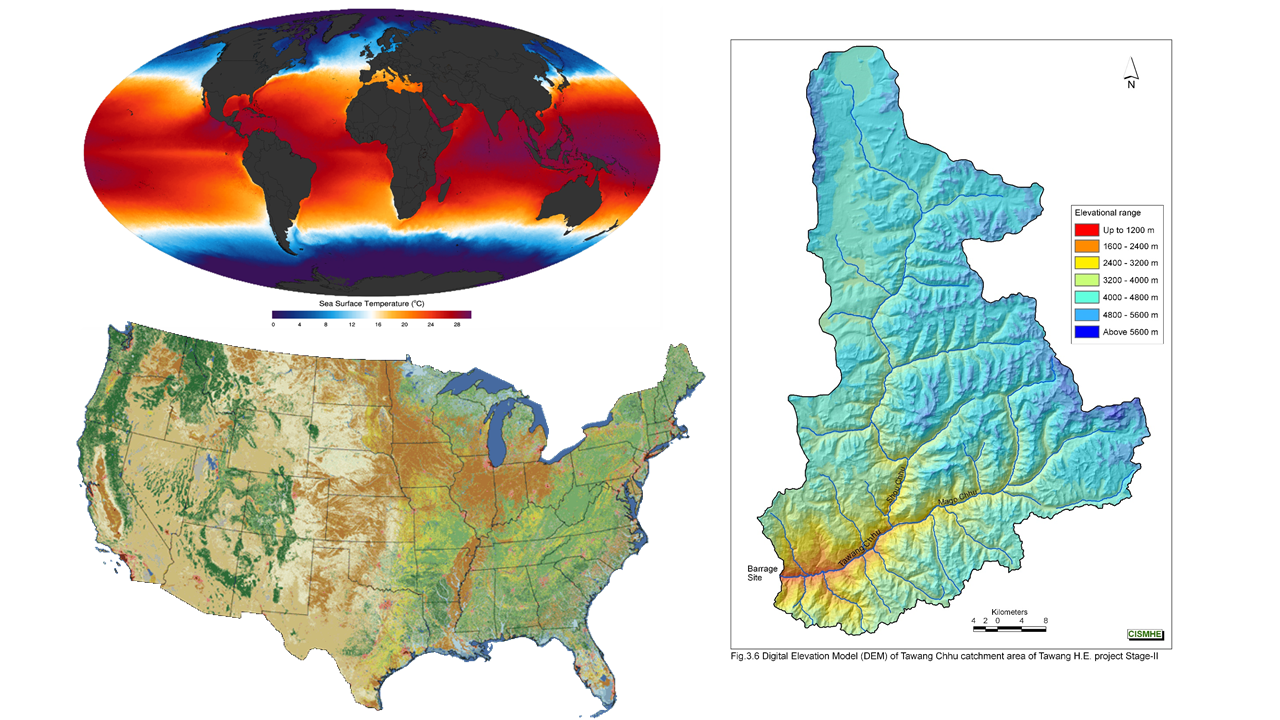 Sea Surface Temperature (°C)
0 4 8 12 16 20 24 28
N
Elevational range
Up to 1200 m
1600 - 2400 m
2400 - 3200 m
3200 - 4000 m
4000 - 4800 m
4800 - 5600 m
Above 5600 m
Mago Chhu
Tawang Chhu
Barrage
Site
Kilometers
4 2 0 4 8
CISMHE
Fig.3.6 Digital Elevation Model (DEM) of Tawang Chhu catchment area of Tawang H.E. project Stage-II